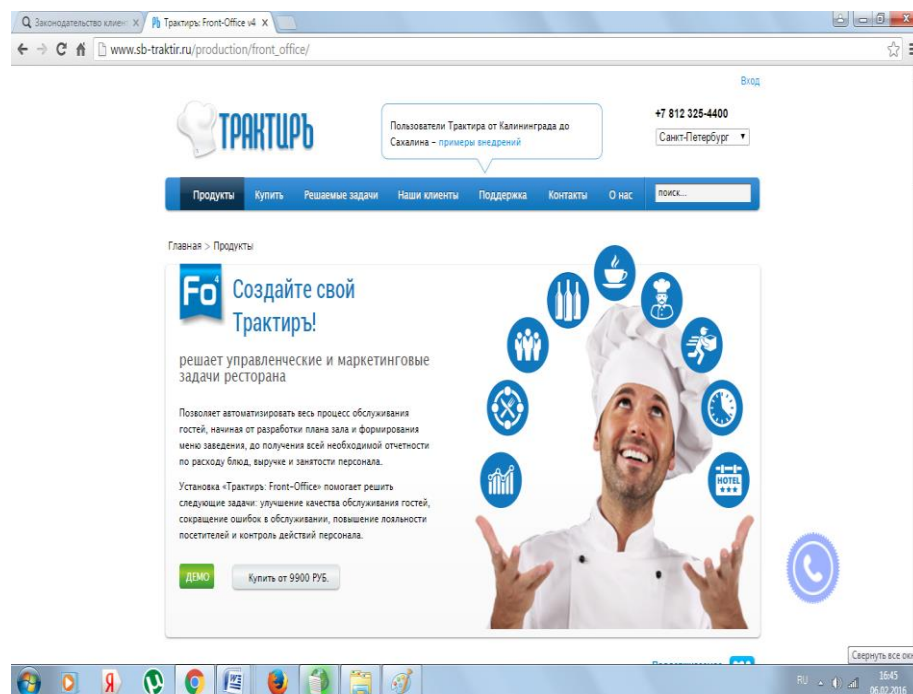 Законодательство клиен
Трактиръ: Front-Office v4
www.sb-traktir.ru/production/front_office/
Вход
ТРАКТИРЪ
Пользователи Трактира от Калининграда до
Сахалина – примеры внедрений
+7 812 325-4400
Санкт-Петербург
Продукты Купить Решаемые задачи Наши клиенты Поддержка Контакты О нас поиск...
Главная > Продукты
Fo4
Создайте свой
Трактиръ!
решает управленческие и маркетинговые
задачи ресторана
Позволяет автоматизировать весь процесс обслуживания
гостей, начиная от разработки плана зала и формирования
меню заведения, до получения всей необходимой отчетности
по расходу блюд, выручке и занятости персонала.
Установка «Трактиръ: Front-Office» помогает решить
следующие задачи: улучшение качества обслуживания гостей,
сокращение ошибок в обслуживании, повышение лояльности
посетителей и контроль действий персонала.
HOTEL
ДЕМО
Купить от 9900 РУБ.
Свернуть все окн
RU
16:45
06.02.2016